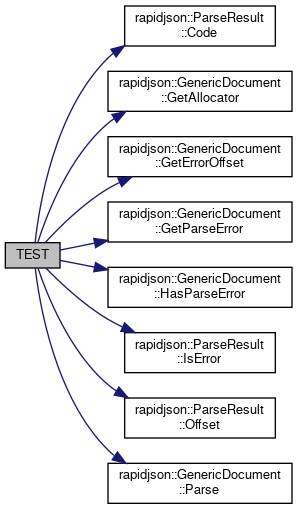 rapidjson::ParseResult
::Code
rapidjson::GenericDocument
::GetAllocator
rapidjson::GenericDocument
::GetErrorOffset
rapidjson::GenericDocument
::GetParseError
TEST
rapidjson::GenericDocument
::HasParseError
rapidjson::ParseResult
::IsError
rapidjson::ParseResult
::Offset
rapidjson::GenericDocument
::Parse